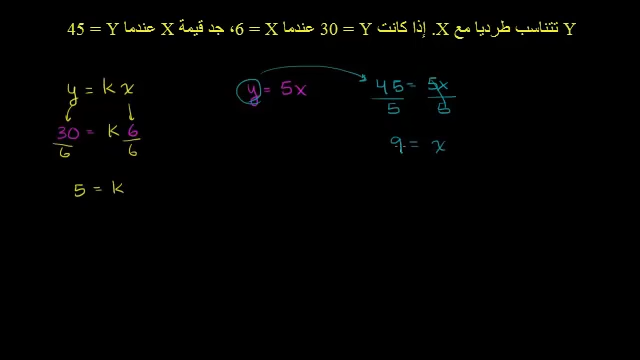 Y تتناسب طرديا مع X. إذا كانت Y = 30 عندما X = 6، جد قيمة X عندما Y = 45
y = k x
30 = k 6
6 6
5 = k
y = 5x
45 = 5x
5 5
9 = x